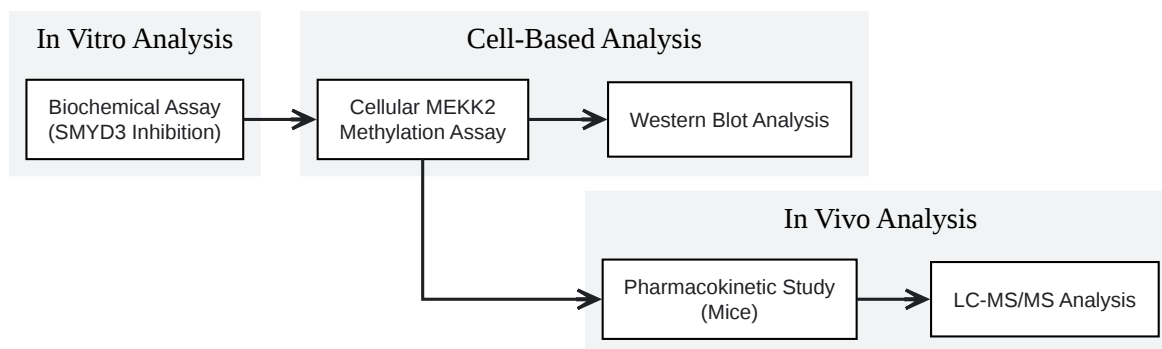 In Vitro Analysis
Biochemical Assay
(SMYD3 Inhibition)
Cell-Based Analysis
Cellular MEKK2
Methylation Assay
Western Blot Analysis
In Vivo Analysis
Pharmacokinetic Study
(Mice)
LC-MS/MS Analysis